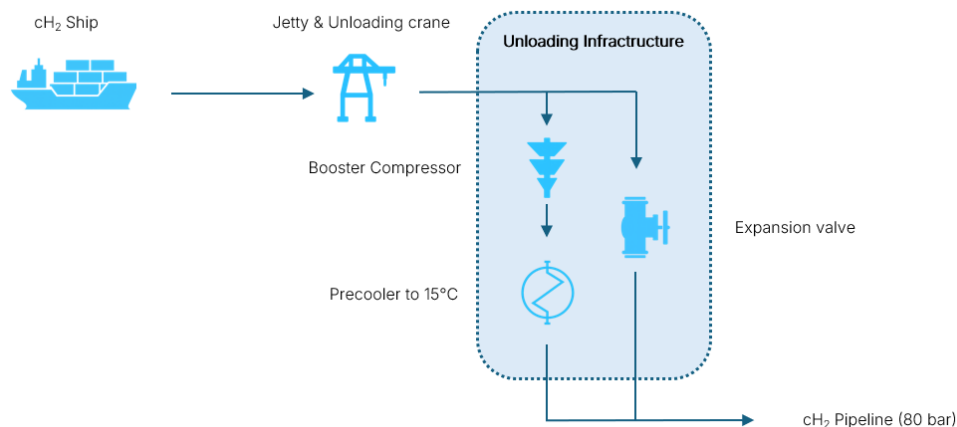 cH₂ Ship
Jetty & Unloading crane
Unloading Infractructure
Booster Compressor
Expansion valve
Precooler to 15°C
cH₂ Pipeline (80 bar)